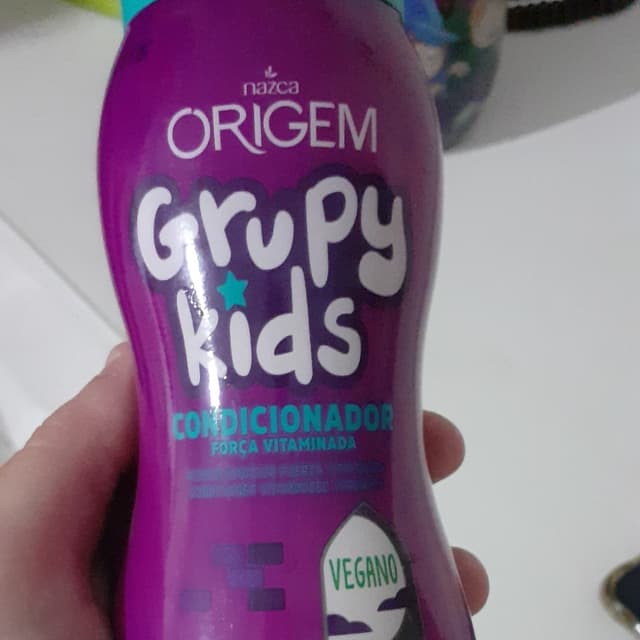 nazca
ORIGEM
Grupy
kids
CONDICIONADOR
FORÇA VITAMINADA
VEGANO